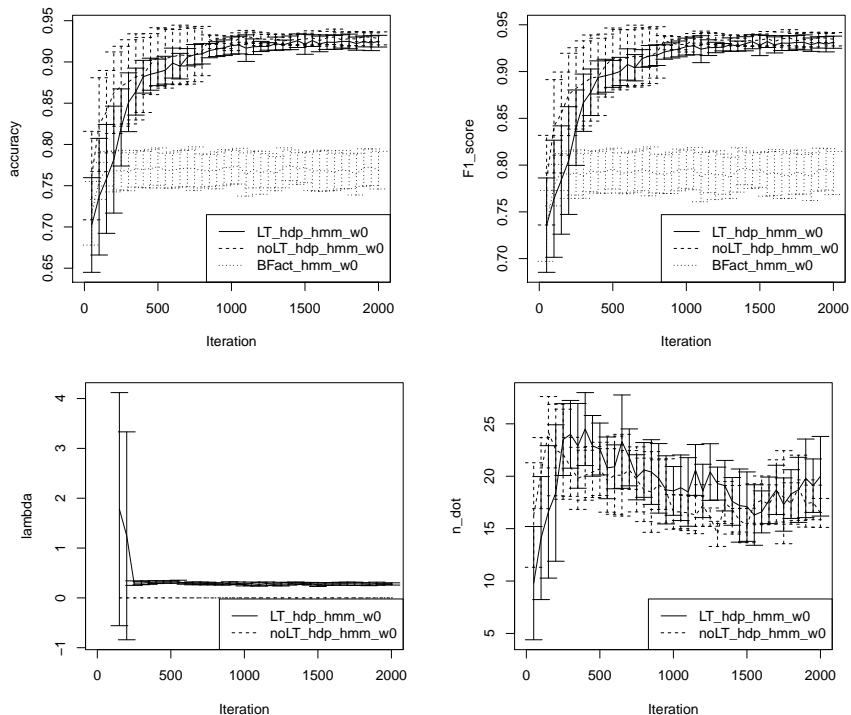 accuracy
0.65 0.70 0.75 0.80 0.85 0.90 0.95
LT_hdp_hmm_w0
noLT_hdp_hmm_w0
BFact_hmm_w0
0 500 1000 1500 2000
Iteration
F1_score
0.70 0.75 0.80 0.85 0.90 0.95
LT_hdp_hmm_w0
noLT_hdp_hmm_w0
BFact_hmm_w0
0 500 1000 1500 2000
Iteration
lambda
-1 0 1 2 3 4
LT_hdp_hmm_w0
noLT_hdp_hmm_w0
0 500 1000 1500 2000
Iteration
n_dot
5 10 15 20 25
LT_hdp_hmm_w0
noLT_hdp_hmm_w0
0 500 1000 1500 2000
Iteration